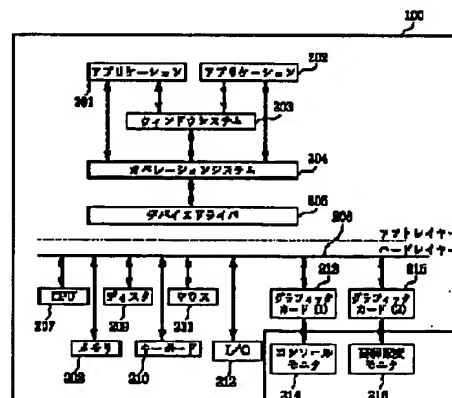 100
アプリケーション
アプリケーション
201
202
ウィンドウシステム
203
オペレーションシステム
204
デバイスドライバ
205
ソフトレイヤー
ハードレイヤー
206
CPU
207
ディスク
209
マウス
211
グラフィック
カード(1)
213
グラフィック
カード(2)
215
メモリ
208
キーボード
210
I/O
212
コンソール
モニタ
214
高解像度
モニタ
216